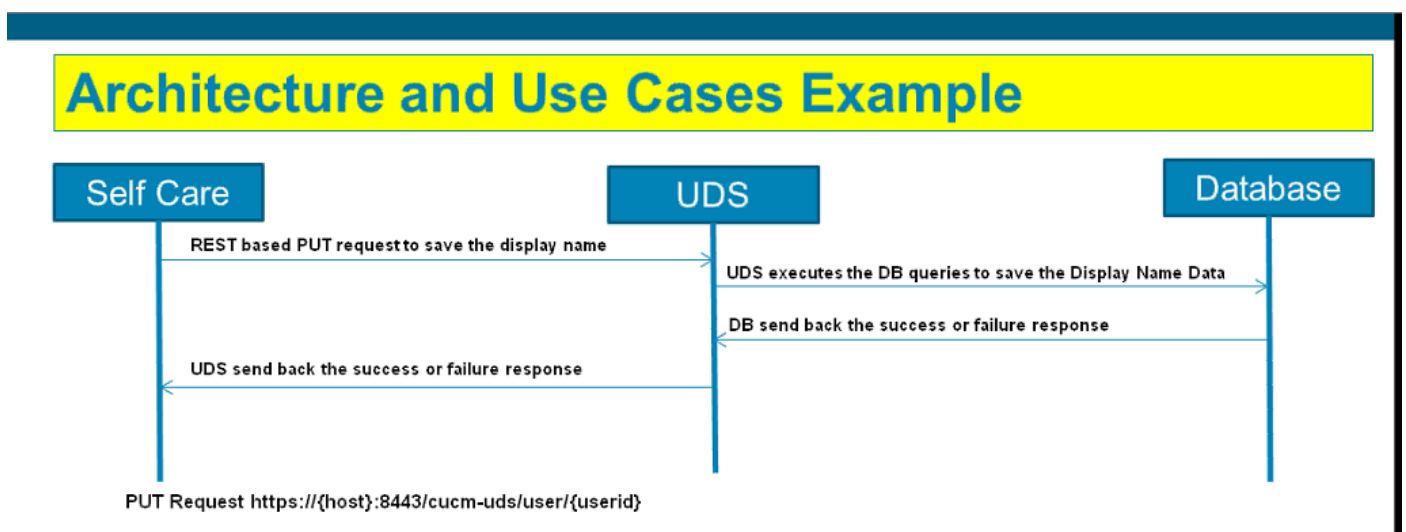 Architecture and Use Cases Example
Self Care
UDS
Database
REST based PUT request to save the display name
UDS executes the DB queries to save the Display Name Data
DB send back the success or failure response
UDS send back the success or failure response
PUT Request https://{host}:8443/cucm-uds/user/{userid}